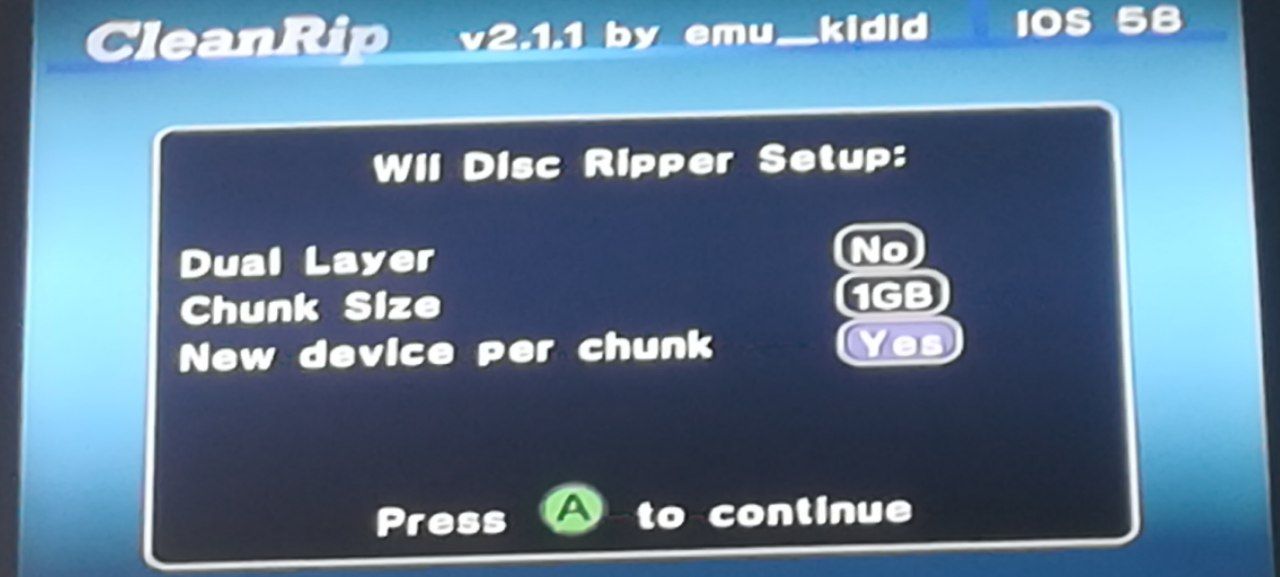 CleanRip v2.1.1 by emu_kidid IOS 58
Wii Disc Ripper Setup:
Dual Layer No
Chunk Size 1GB
New device per chunk Yes
Press A to continue